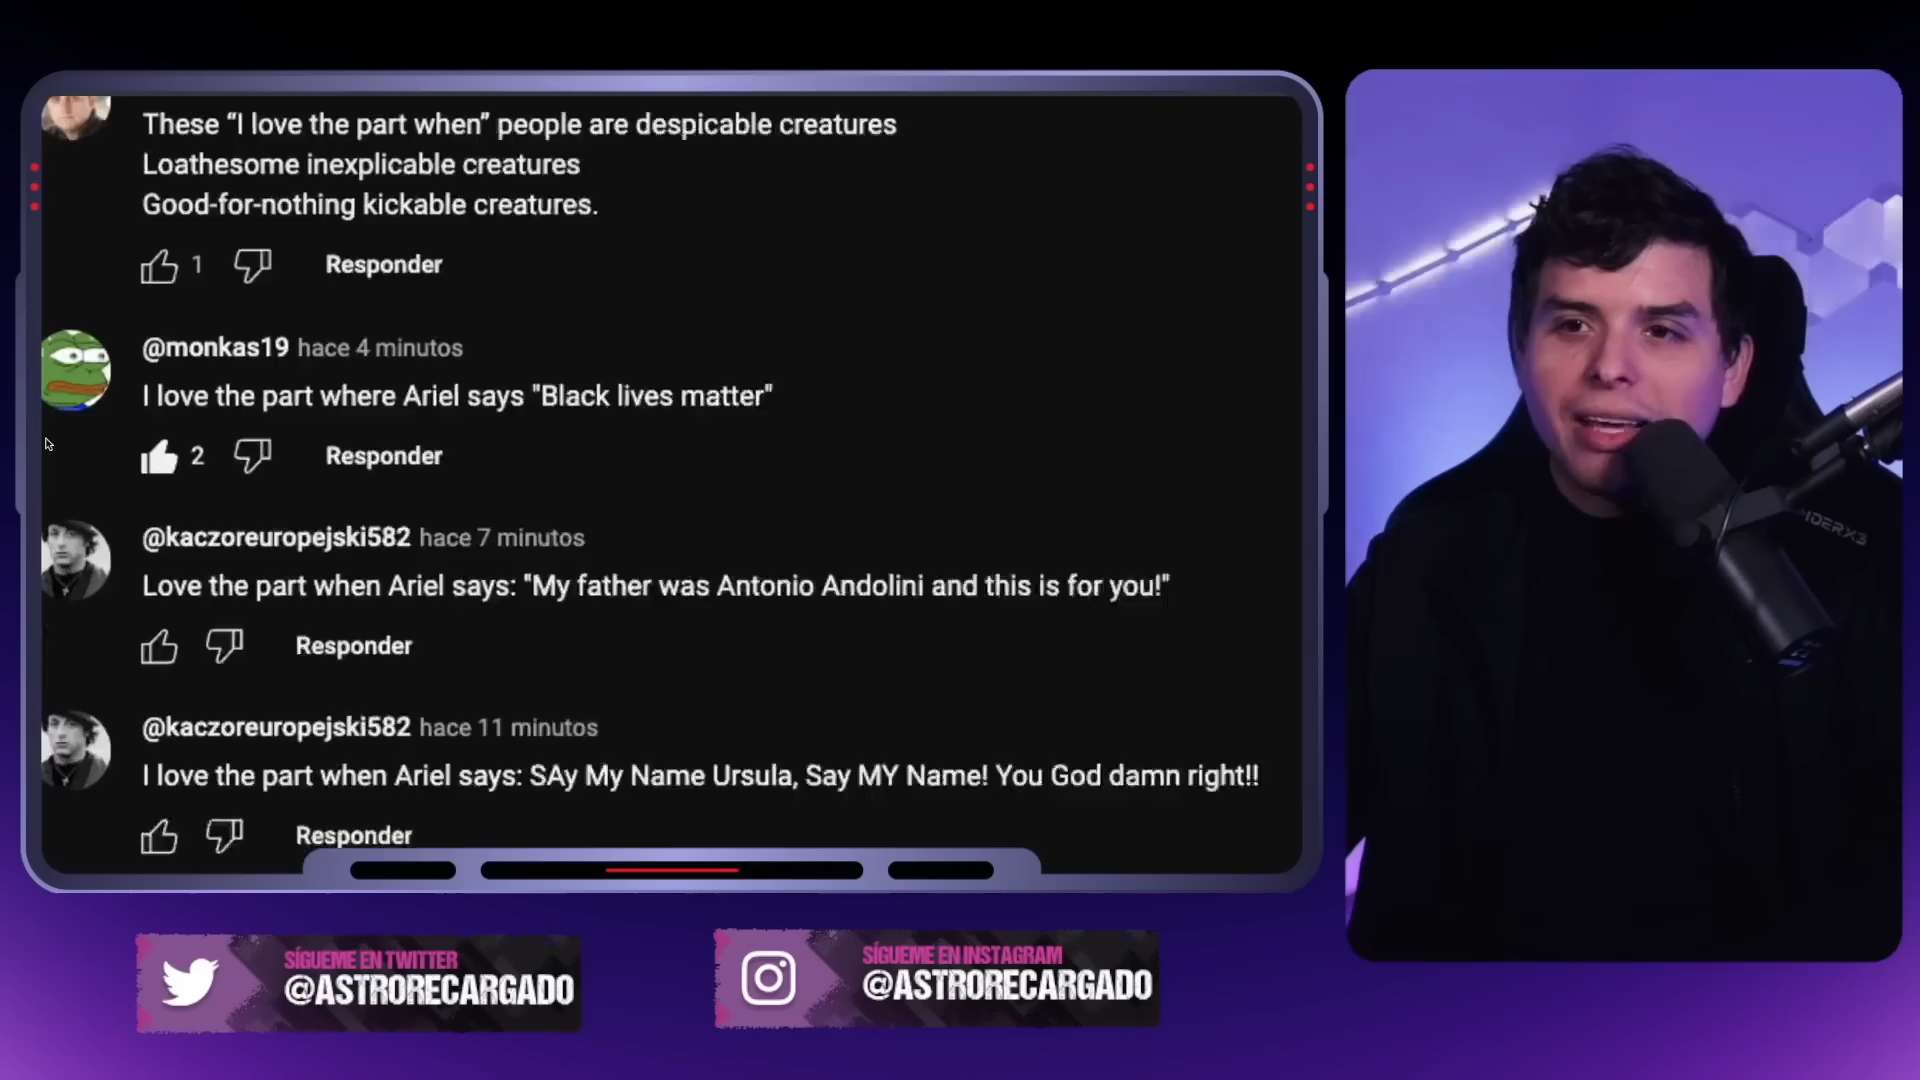 These “I love the part when” people are despicable creatures
Loathesome inexplicable creatures
Good-for-nothing kickable creatures.
1 Responder
@monkas19 hace 4 minutos
I love the part where Ariel says "Black lives matter"
2 Responder
@kaczoreuropejski582 hace 7 minutos
Love the part when Ariel says: "My father was Antonio Andolini and this is for you!"
Responder
@kaczoreuropejski582 hace 11 minutos
I love the part when Ariel says: SAy My Name Ursula, Say MY Name! You God damn right!!
Responder
SÍGUEME EN TWITTER
@ASTRORECARGADO
SÍGUEME EN INSTAGRAM
@ASTRORECARGADO